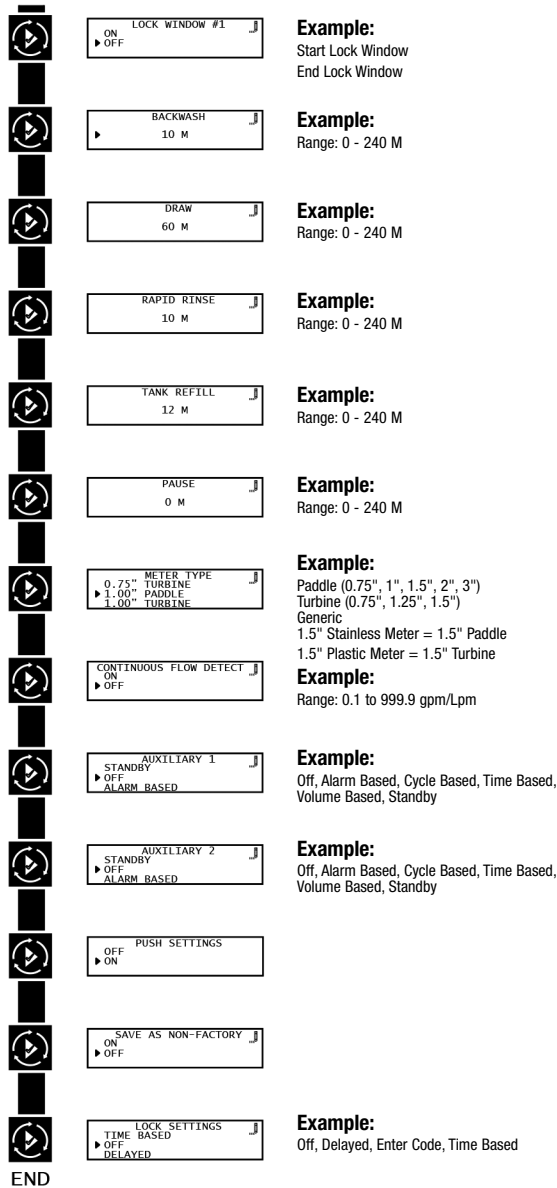 LOCK WINDOW #1
ON
OFF
Example:
Start Lock Window
End Lock Window
BACKWASH
10 M
Example:
Range: 0 - 240 M
DRAW
60 M
Example:
Range: 0 - 240 M
RAPID RINSE
10 M
Example:
Range: 0 - 240 M
TANK REFILL
12 M
Example:
Range: 0 - 240 M
PAUSE
0 M
Example:
Range: 0 - 240 M
METER TYPE
0.75" TURBINE
1.00" PADDLE
1.00" TURBINE
Example:
Paddle (0.75", 1", 1.5", 2", 3")
Turbine (0.75", 1.25", 1.5")
Generic
1.5" Stainless Meter = 1.5" Paddle
1.5" Plastic Meter = 1.5" Turbine
CONTINUOUS FLOW DETECT
ON
OFF
Example:
Range: 0.1 to 999.9 gpm/Lpm
AUXILIARY 1
STANDBY
OFF
ALARM BASED
Example:
Off, Alarm Based, Cycle Based, Time Based,
Volume Based, Standby
AUXILIARY 2
STANDBY
OFF
ALARM BASED
Example:
Off, Alarm Based, Cycle Based, Time Based,
Volume Based, Standby
PUSH SETTINGS
OFF
ON
SAVE AS NON-FACTORY
ON
OFF
LOCK SETTINGS
TIME BASED
OFF
DELAYED
Example:
Off, Delayed, Enter Code, Time Based
END